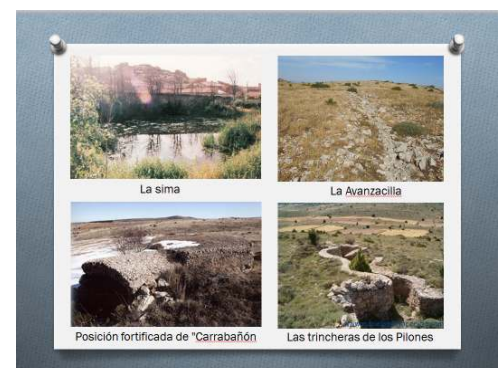 La sima
La Avanzacilla
Posición fortificada de "Carrabañón
Las trincheras de los Pilones